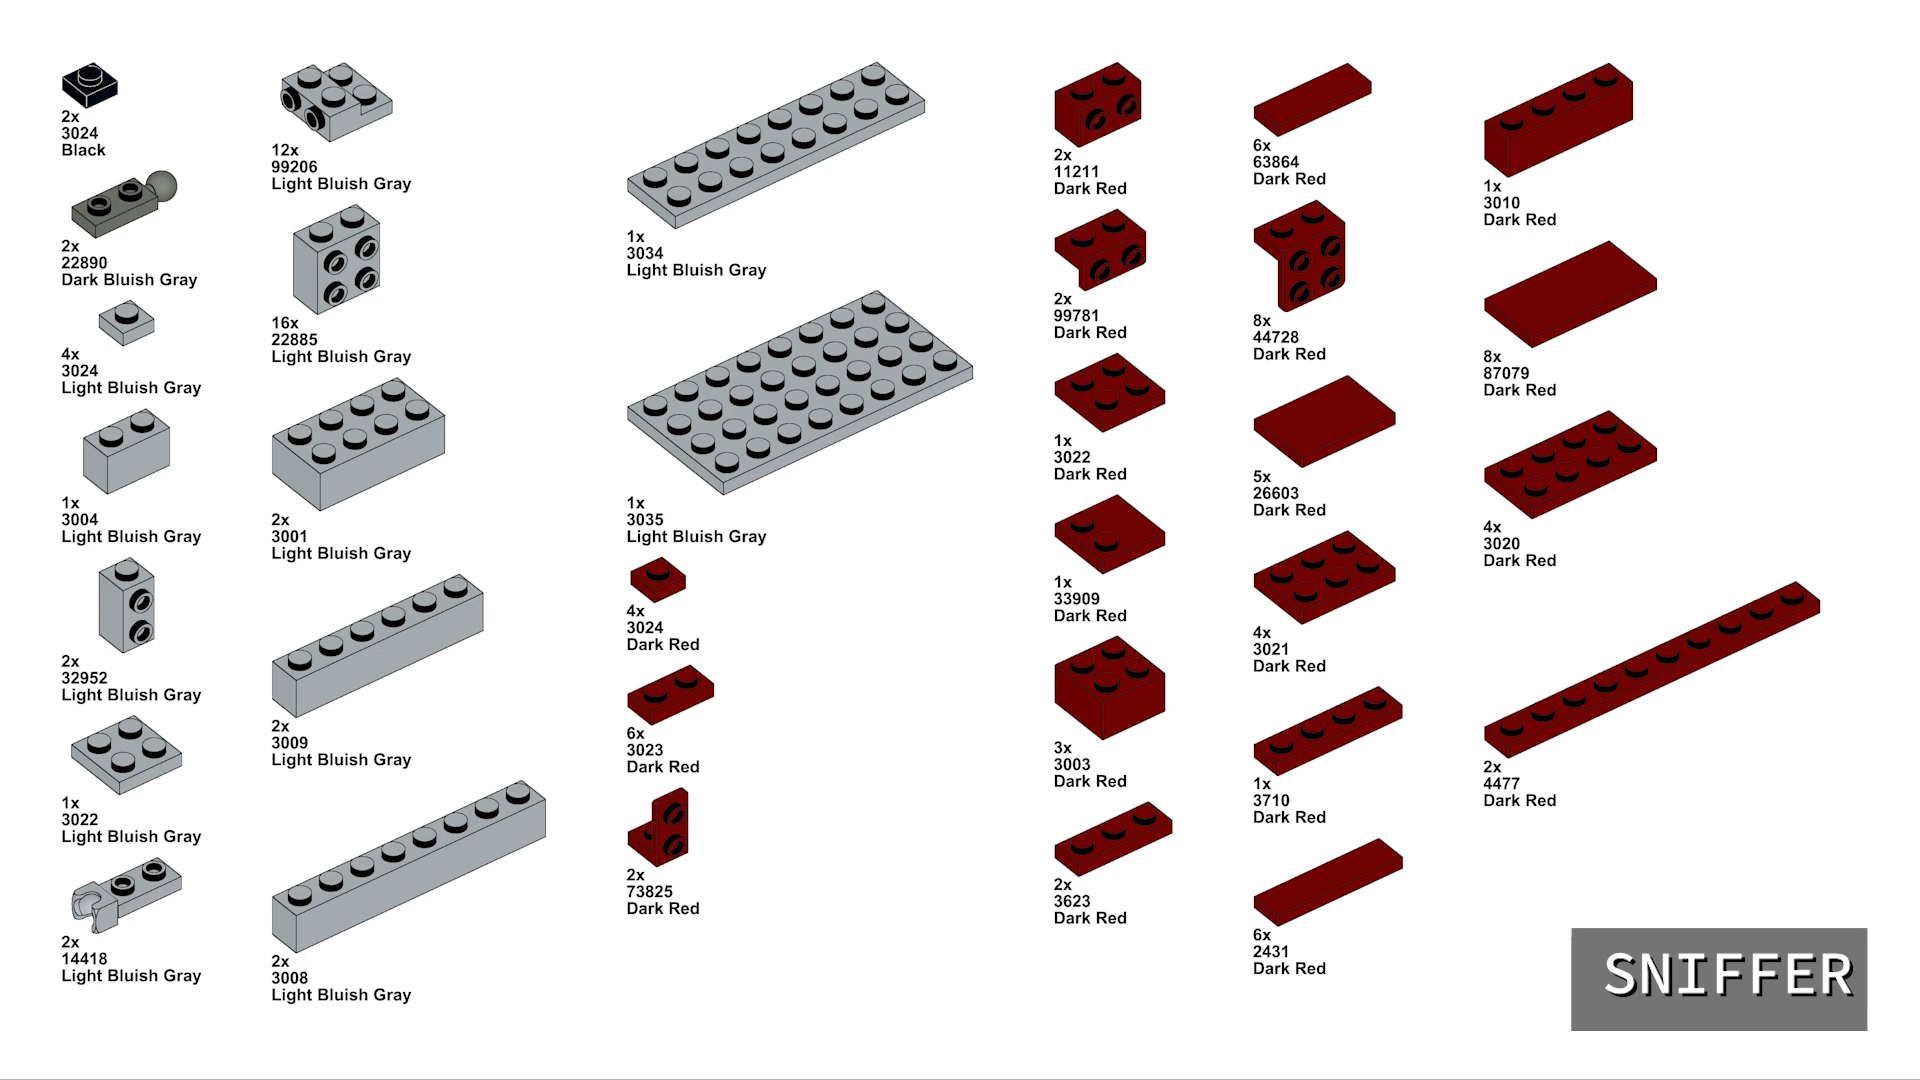 2x
3024
Black
2x
22890
Dark Bluish Gray
4x
3024
Light Bluish Gray
1x
3004
Light Bluish Gray
2x
32952
Light Bluish Gray
1x
3022
Light Bluish Gray
2x
14418
Light Bluish Gray
12x
99206
Light Bluish Gray
16x
22885
Light Bluish Gray
2x
3001
Light Bluish Gray
2x
3009
Light Bluish Gray
2x
3008
Light Bluish Gray
1x
3034
Light Bluish Gray
1x
3035
Light Bluish Gray
4x
3024
Dark Red
6x
3023
Dark Red
2x
73825
Dark Red
2x
11211
Dark Red
2x
99781
Dark Red
1x
3022
Dark Red
1x
33909
Dark Red
3x
3003
Dark Red
2x
3623
Dark Red
6x
63864
Dark Red
8x
44728
Dark Red
5x
26603
Dark Red
4x
3021
Dark Red
1x
3710
Dark Red
6x
2431
Dark Red
1x
3010
Dark Red
8x
87079
Dark Red
4x
3020
Dark Red
2x
4477
Dark Red
SNIFFER